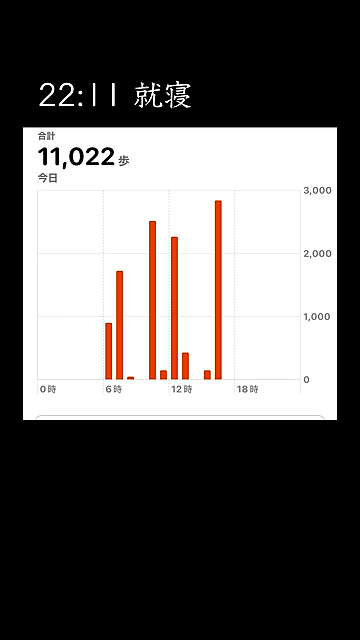 22:11 就寝
合計
11,022 歩
今日
3,000
2,000
1,000
0
0時 6時 12時 18時